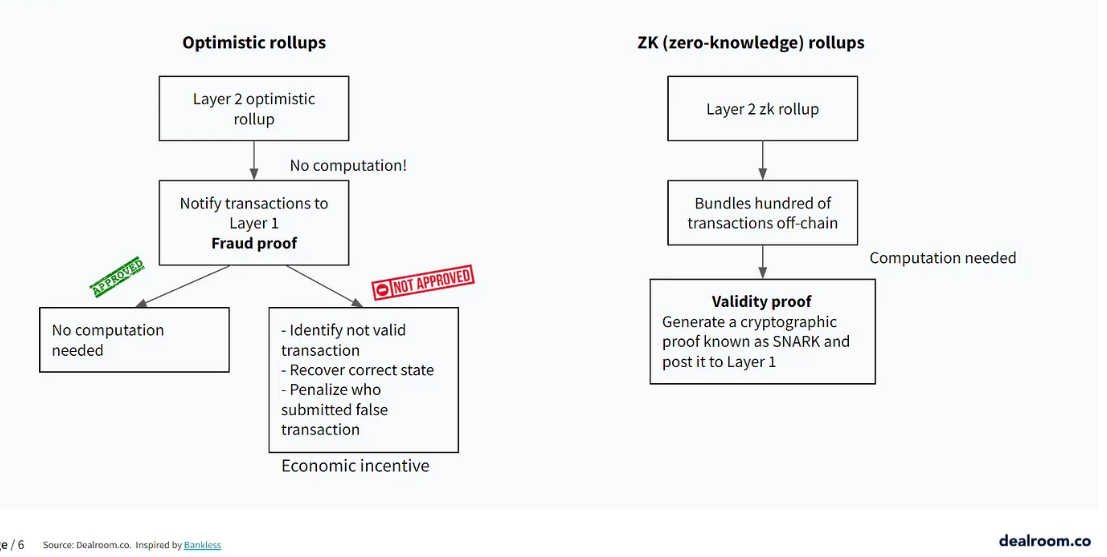 Optimistic rollups
Layer 2 optimistic
rollup
No computation!
Notify transactions to
Layer 1
Fraud proof
APPROVED
NOT APPROVED
No computation
needed
- Identify not valid
transaction
- Recover correct state
- Penalize who
submitted false
transaction
Economic incentive
ZK (zero-knowledge) rollups
Layer 2 zk rollup
Bundles hundred of
transactions off-chain
Computation needed
Validity proof
Generate a cryptographic
proof known as SNARK and
post it to Layer 1
ge / 6 Source: Dealroom.co. Inspired by Bankless
dealroom.co